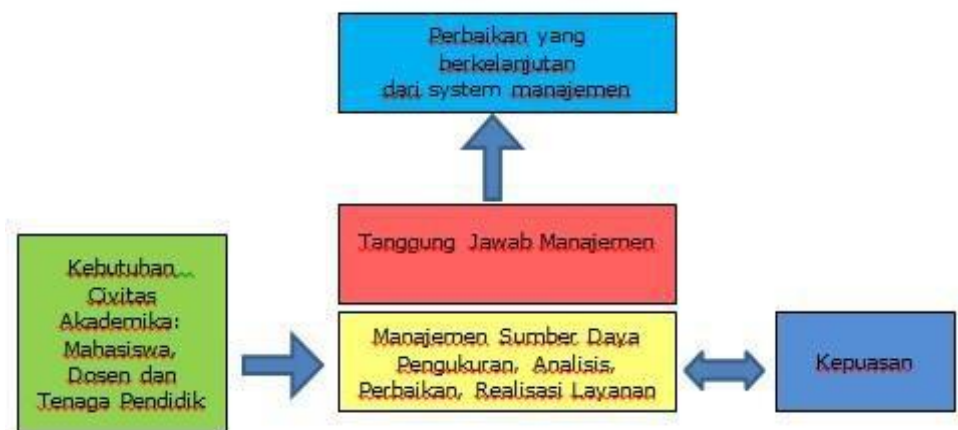 Perbaikan yang
berkelanjutan
dari system manajemen
Tanggung Jawab Manajemen
Kebutuhan
Civitas
Akademika:
Mahasiswa,
Dosen dan
Tenaga Pendidik
Manajemen Sumber Daya
Pengukuran, Analisis,
Perbaikan, Realisasi Layanan
Kepuasan